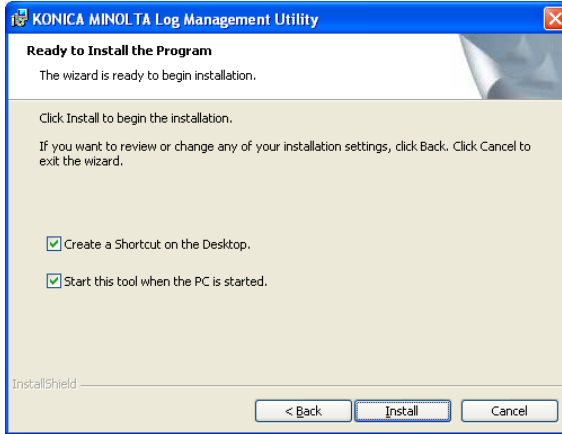 KONICA MINOLTA Log Management Utility
Ready to Install the Program
The wizard is ready to begin installation.
Click Install to begin the installation.
If you want to review or change any of your installation settings, click Back. Click Cancel to
exit the wizard.
Create a Shortcut on the Desktop.
Start this tool when the PC is started.
InstallShield
< Back Install Cancel